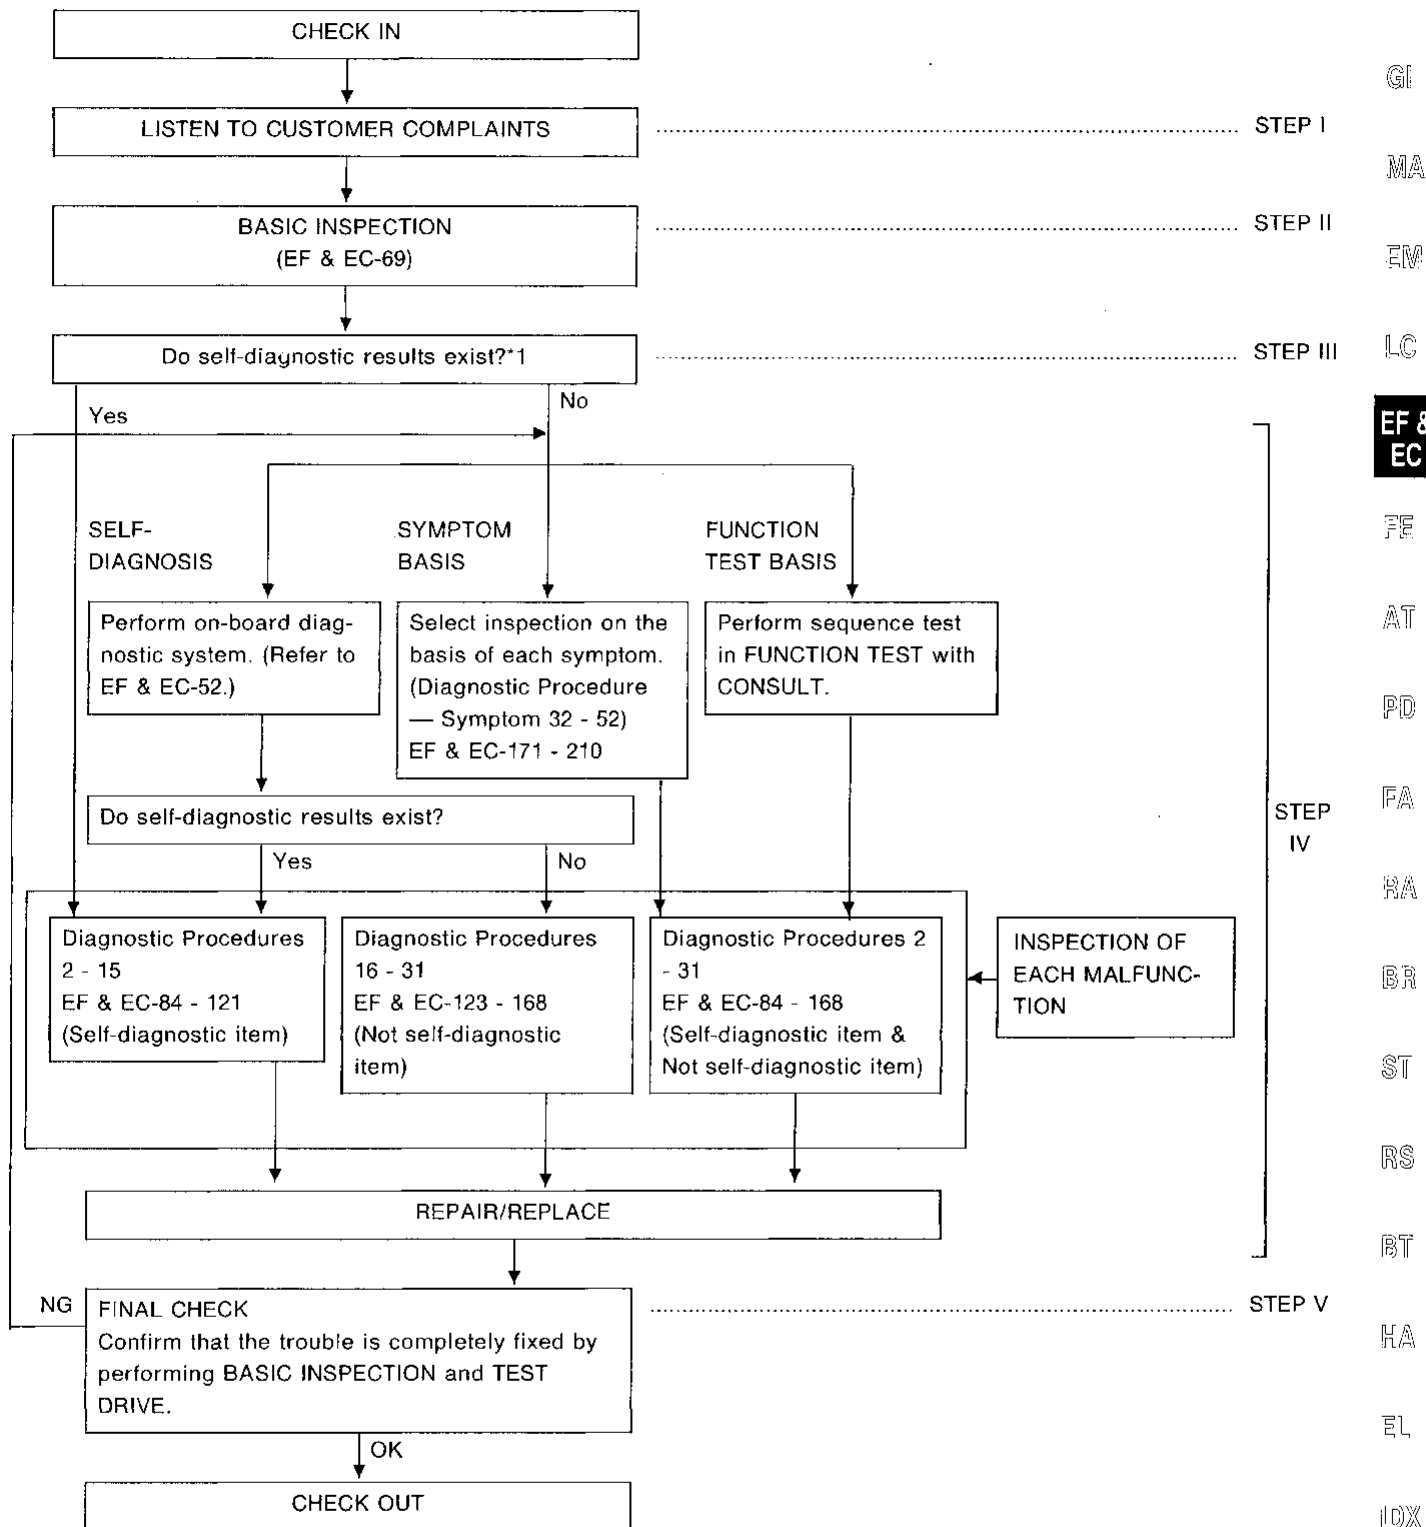 CHECK IN
LISTEN TO CUSTOMER COMPLAINTS
STEP I
BASIC INSPECTION
(EF & EC-69)
STEP II
Do self-diagnostic results exist?*1
STEP III
Yes
No
SELF-
DIAGNOSIS
SYMPTOM
BASIS
FUNCTION
TEST BASIS
Perform on-board diag-
nostic system. (Refer to
EF & EC-52.)
Select inspection on the
basis of each symptom.
(Diagnostic Procedure
— Symptom 32 - 52)
EF & EC-171 - 210
Perform sequence test
in FUNCTION TEST with
CONSULT.
Do self-diagnostic results exist?
Yes
No
STEP
IV
Diagnostic Procedures
2 - 15
EF & EC-84 - 121
(Self-diagnostic item)
Diagnostic Procedures
16 - 31
EF & EC-123 - 168
(Not self-diagnostic
item)
Diagnostic Procedures 2
- 31
EF & EC-84 - 168
(Self-diagnostic item &
Not self-diagnostic item)
INSPECTION OF
EACH MALFUNC-
TION
REPAIR/REPLACE
NG
FINAL CHECK
Confirm that the trouble is completely fixed by
performing BASIC INSPECTION and TEST
DRIVE.
STEP V
OK
CHECK OUT
GI
MA
EM
LC
EF &
EC
FE
AT
PD
FA
RA
BR
ST
RS
BT
HA
EL
IDX